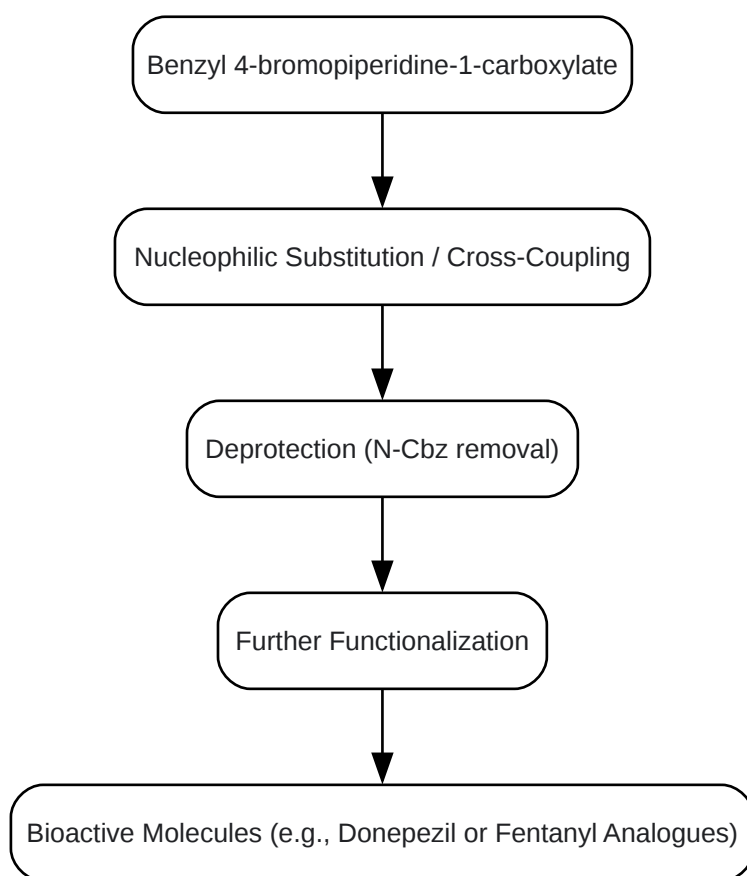 Benzyl 4-bromopiperidine-1-carboxylate
Nucleophilic Substitution / Cross-Coupling
Deprotection (N-Cbz removal)
Further Functionalization
Bioactive Molecules (e.g., Donepezil or Fentanyl Analogues)